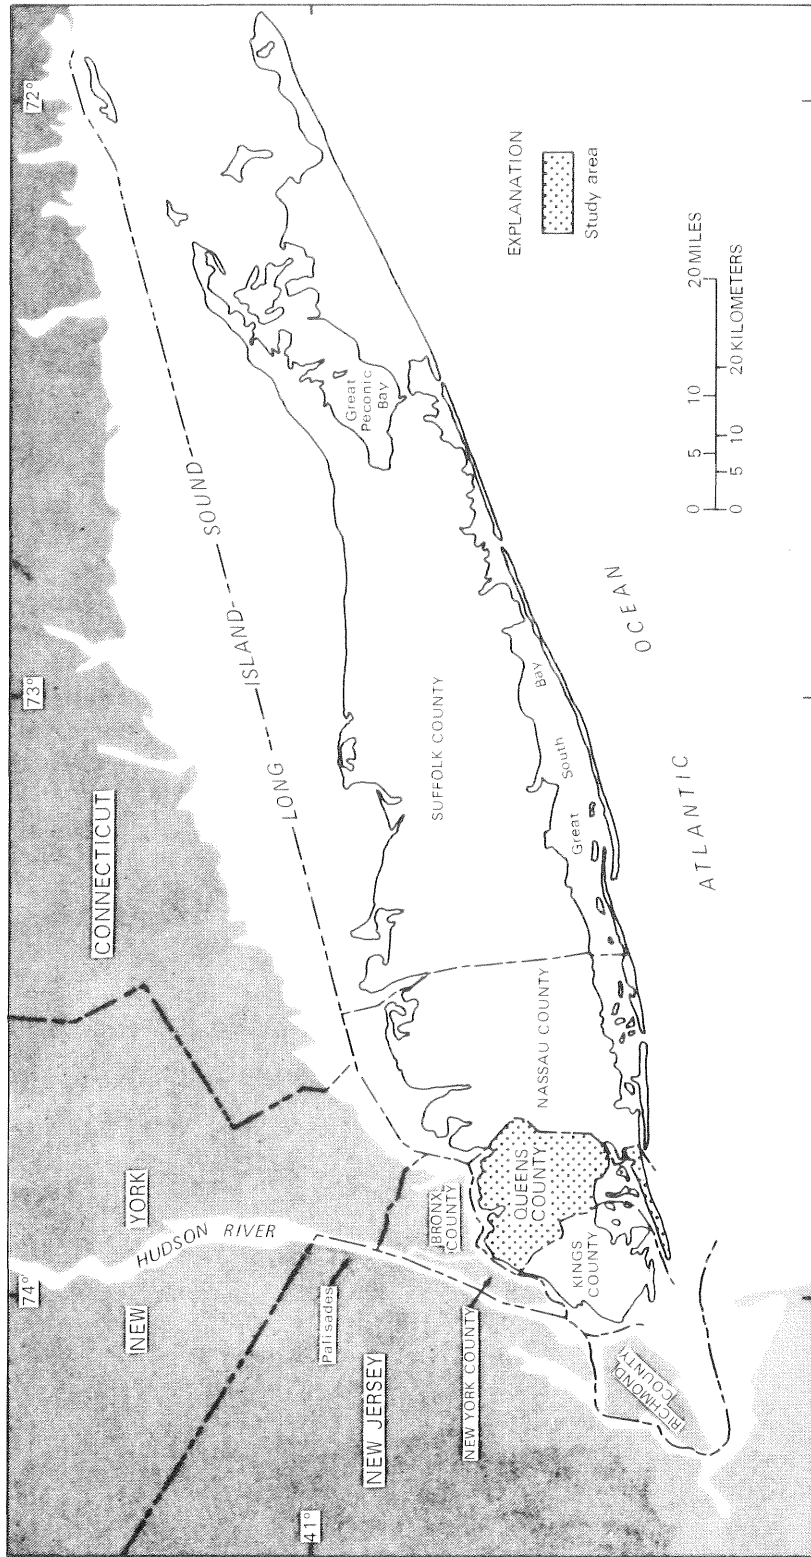 74°
73°
72°
41°
CONNECTICUT
NEW YORK
HUDSON RIVER
Palisades
NEW JERSEY
NEW YORK COUNTY
BRONX
COUNTY
QUEENS
COUNTY
KINGS
COUNTY
RICHMOND
COUNTY
NASSAU COUNTY
SUFFOLK COUNTY
LONG ISLAND SOUND
Great
Peconic
Bay
Great South Bay
ATLANTIC OCEAN
EXPLANATION
Study area
0 5 10 20 MILES
0 5 10 20 KILOMETERS